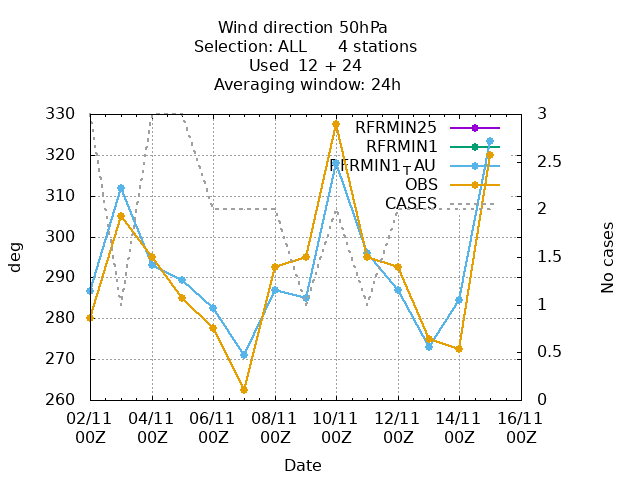 Wind direction 50hPa
Selection: ALL      4 stations
Used  12 + 24
Averaging window: 24h
330
320
310
300
290
280
270
260
deg
3
2.5
2
1.5
1
0.5
0
No cases
RFRMIN25
RFRMIN1
RFRMIN1_TAU
OBS
CASES
02/11 04/11 06/11 08/11 10/11 12/11 14/11 16/11
00Z 00Z 00Z 00Z 00Z 00Z 00Z 00Z
Date